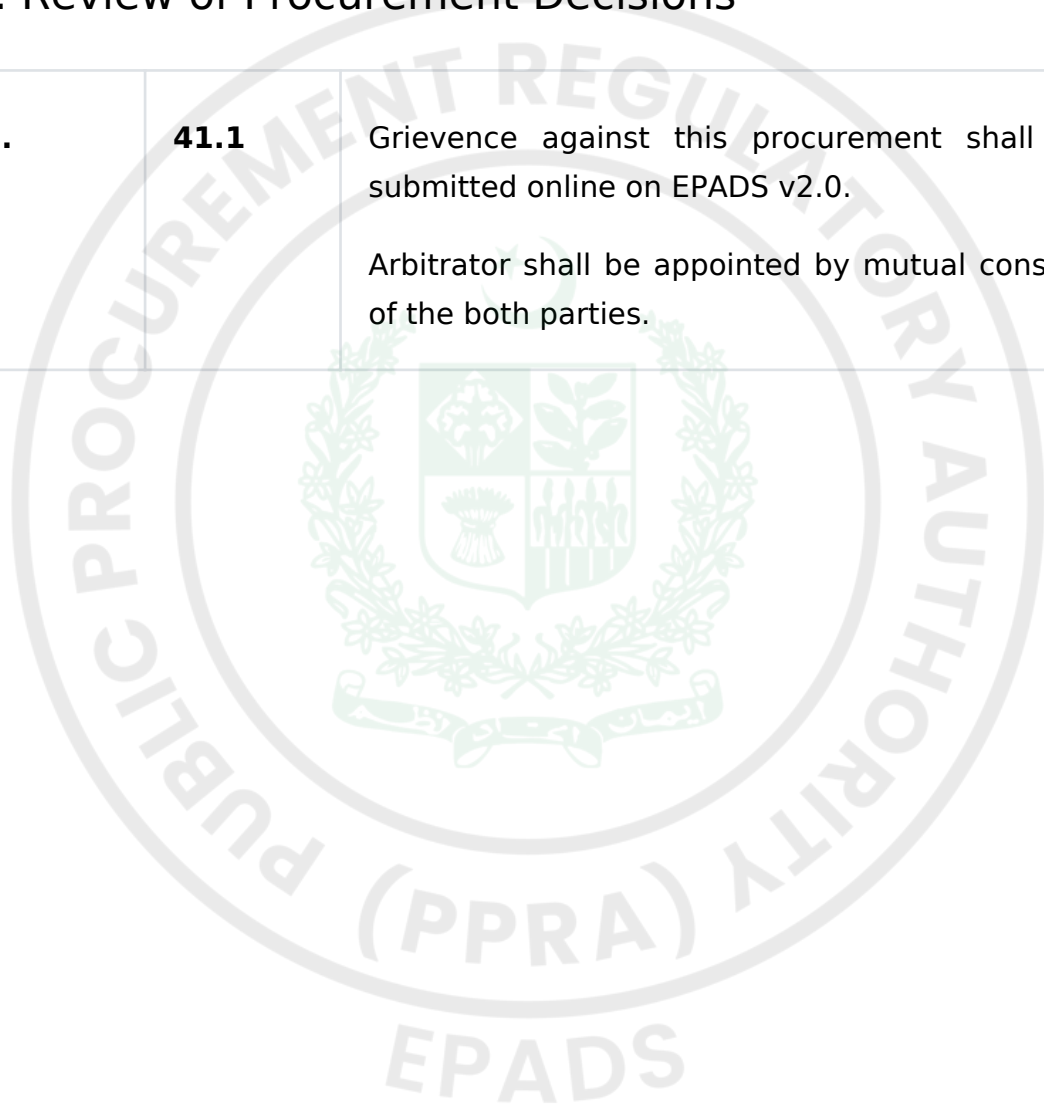 . Review of Procurement Decisions
. 41.1 Grievence against this procurement shall
submitted online on EPADS v2.0.
Arbitrator shall be appointed by mutual cons
of the both parties.
PUBLIC PROCUREMENT REGULATORY AUTHORITY
(PPRA)
EPADS